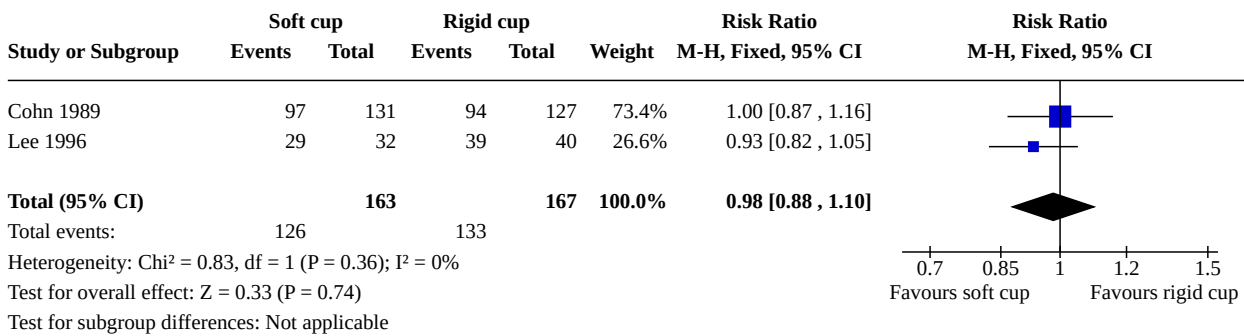 Soft cup Rigid cup Risk Ratio Risk Ratio
Study or Subgroup Events Total Events Total Weight M-H, Fixed, 95% CI M-H, Fixed, 95% CI
Cohn 1989 97 131 94 127 73.4% 1.00 [0.87 , 1.16]
Lee 1996 29 32 39 40 26.6% 0.93 [0.82 , 1.05]
Total (95% CI) 163 167 100.0% 0.98 [0.88 , 1.10]
Total events: 126 133
Heterogeneity: Chi² = 0.83, df = 1 (P = 0.36); I² = 0%
0.7 0.85 1 1.2 1.5
Test for overall effect: Z = 0.33 (P = 0.74)
Favours soft cup Favours rigid cup
Test for subgroup differences: Not applicable